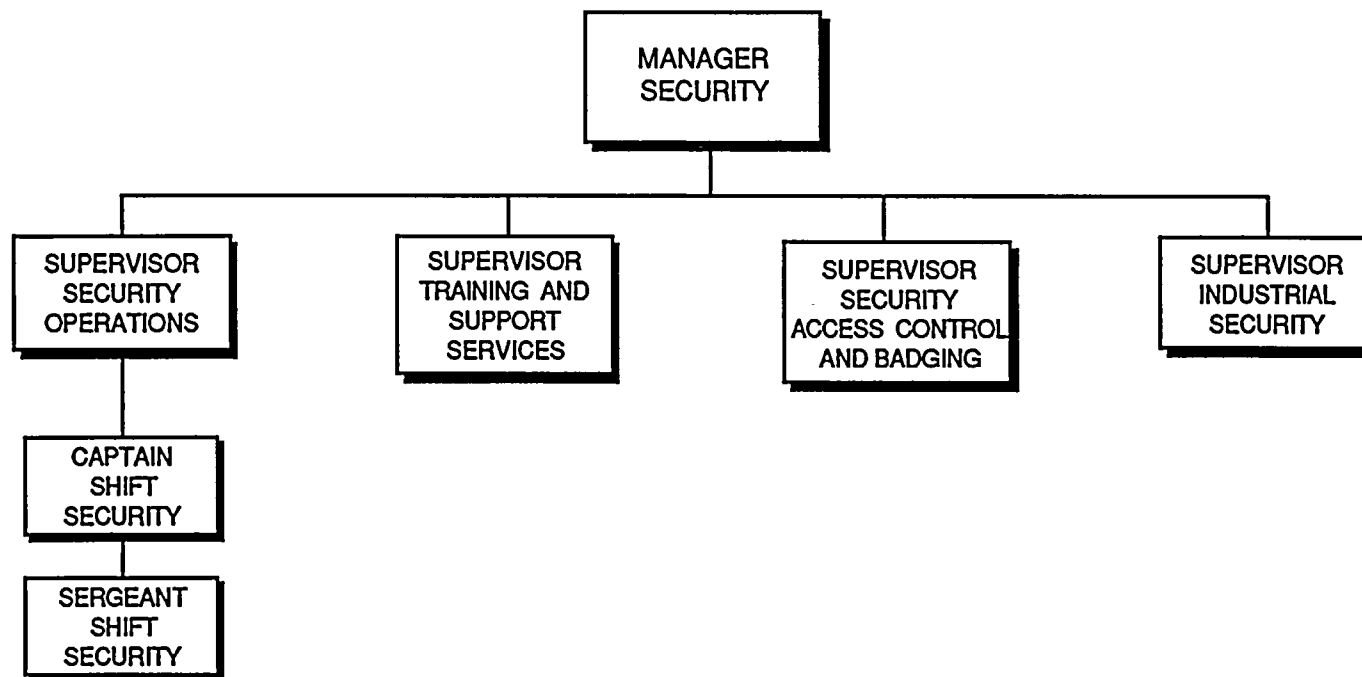 MANAGER
SECURITY
SUPERVISOR
SECURITY
OPERATIONS
SUPERVISOR
TRAINING AND
SUPPORT
SERVICES
SUPERVISOR
SECURITY
ACCESS CONTROL
AND BADGING
SUPERVISOR
INDUSTRIAL
SECURITY
CAPTAIN
SHIFT
SECURITY
SERGEANT
SHIFT
SECURITY